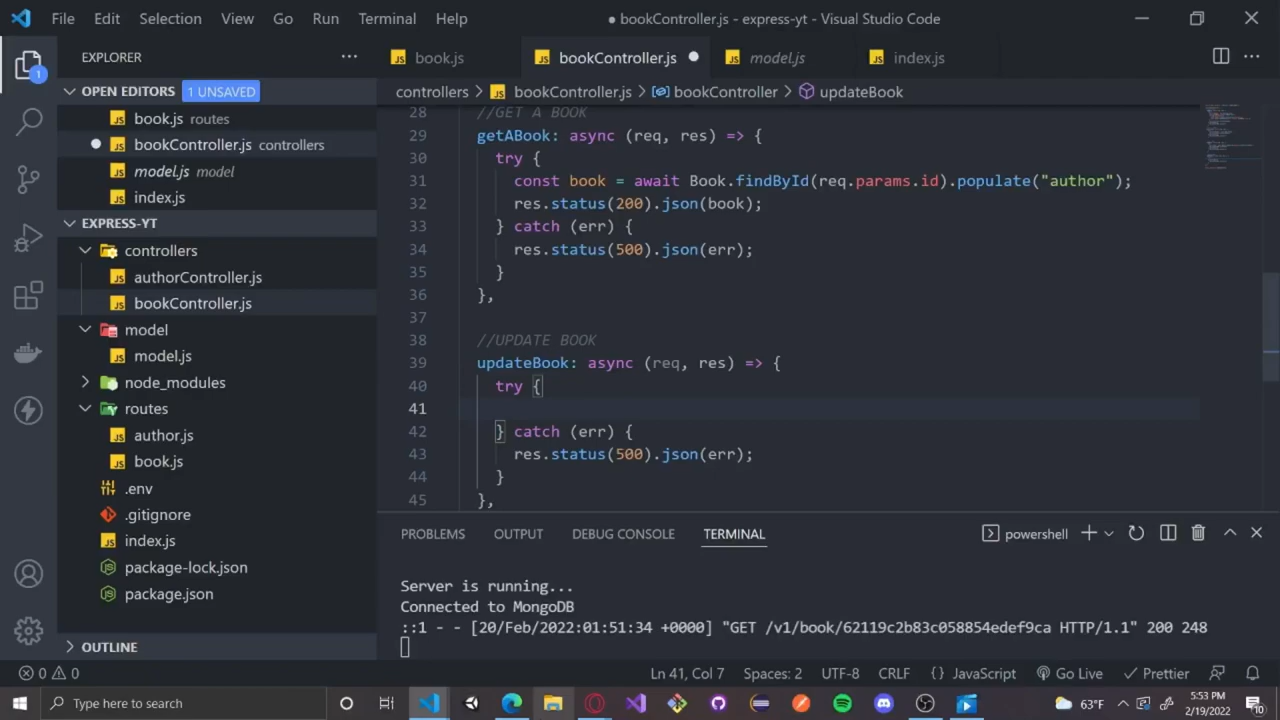 File Edit Selection View Go Run Terminal Help
● bookController.js - express-yt - Visual Studio Code
EXPLORER
book.js
bookController.js
model.js
index.js
OPEN EDITORS 1 UNSAVED
controllers > bookController.js > bookController > updateBook
book.js routes
bookController.js controllers
model.js model
index.js
EXPRESS-YT
controllers
authorController.js
bookController.js
model
model.js
node_modules
routes
author.js
book.js
.env
.gitignore
index.js
package-lock.json
package.json
OUTLINE
1
28 //GET A BOOK
29 getABook: async (req, res) => {
30 try {
31 const book = await Book.findById(req.params.id).populate("author");
32 res.status(200).json(book);
33 } catch (err) {
34 res.status(500).json(err);
35 }
36 },
37
38 //UPDATE BOOK
39 updateBook: async (req, res) => {
40 try {
41
42 } catch (err) {
43 res.status(500).json(err);
44 }
45 },
PROBLEMS OUTPUT DEBUG CONSOLE TERMINAL
powershell
Server is running...
Connected to MongoDB
::1 - - [20/Feb/2022:01:51:34 +0000] "GET /v1/book/62119c2b83c058854edef9ca HTTP/1.1" 200 248
0 0
Ln 41, Col 7 Spaces: 2 UTF-8 CRLF {} JavaScript Go Live Prettier
Type here to search
63°F
5:53 PM
2/19/2022
10